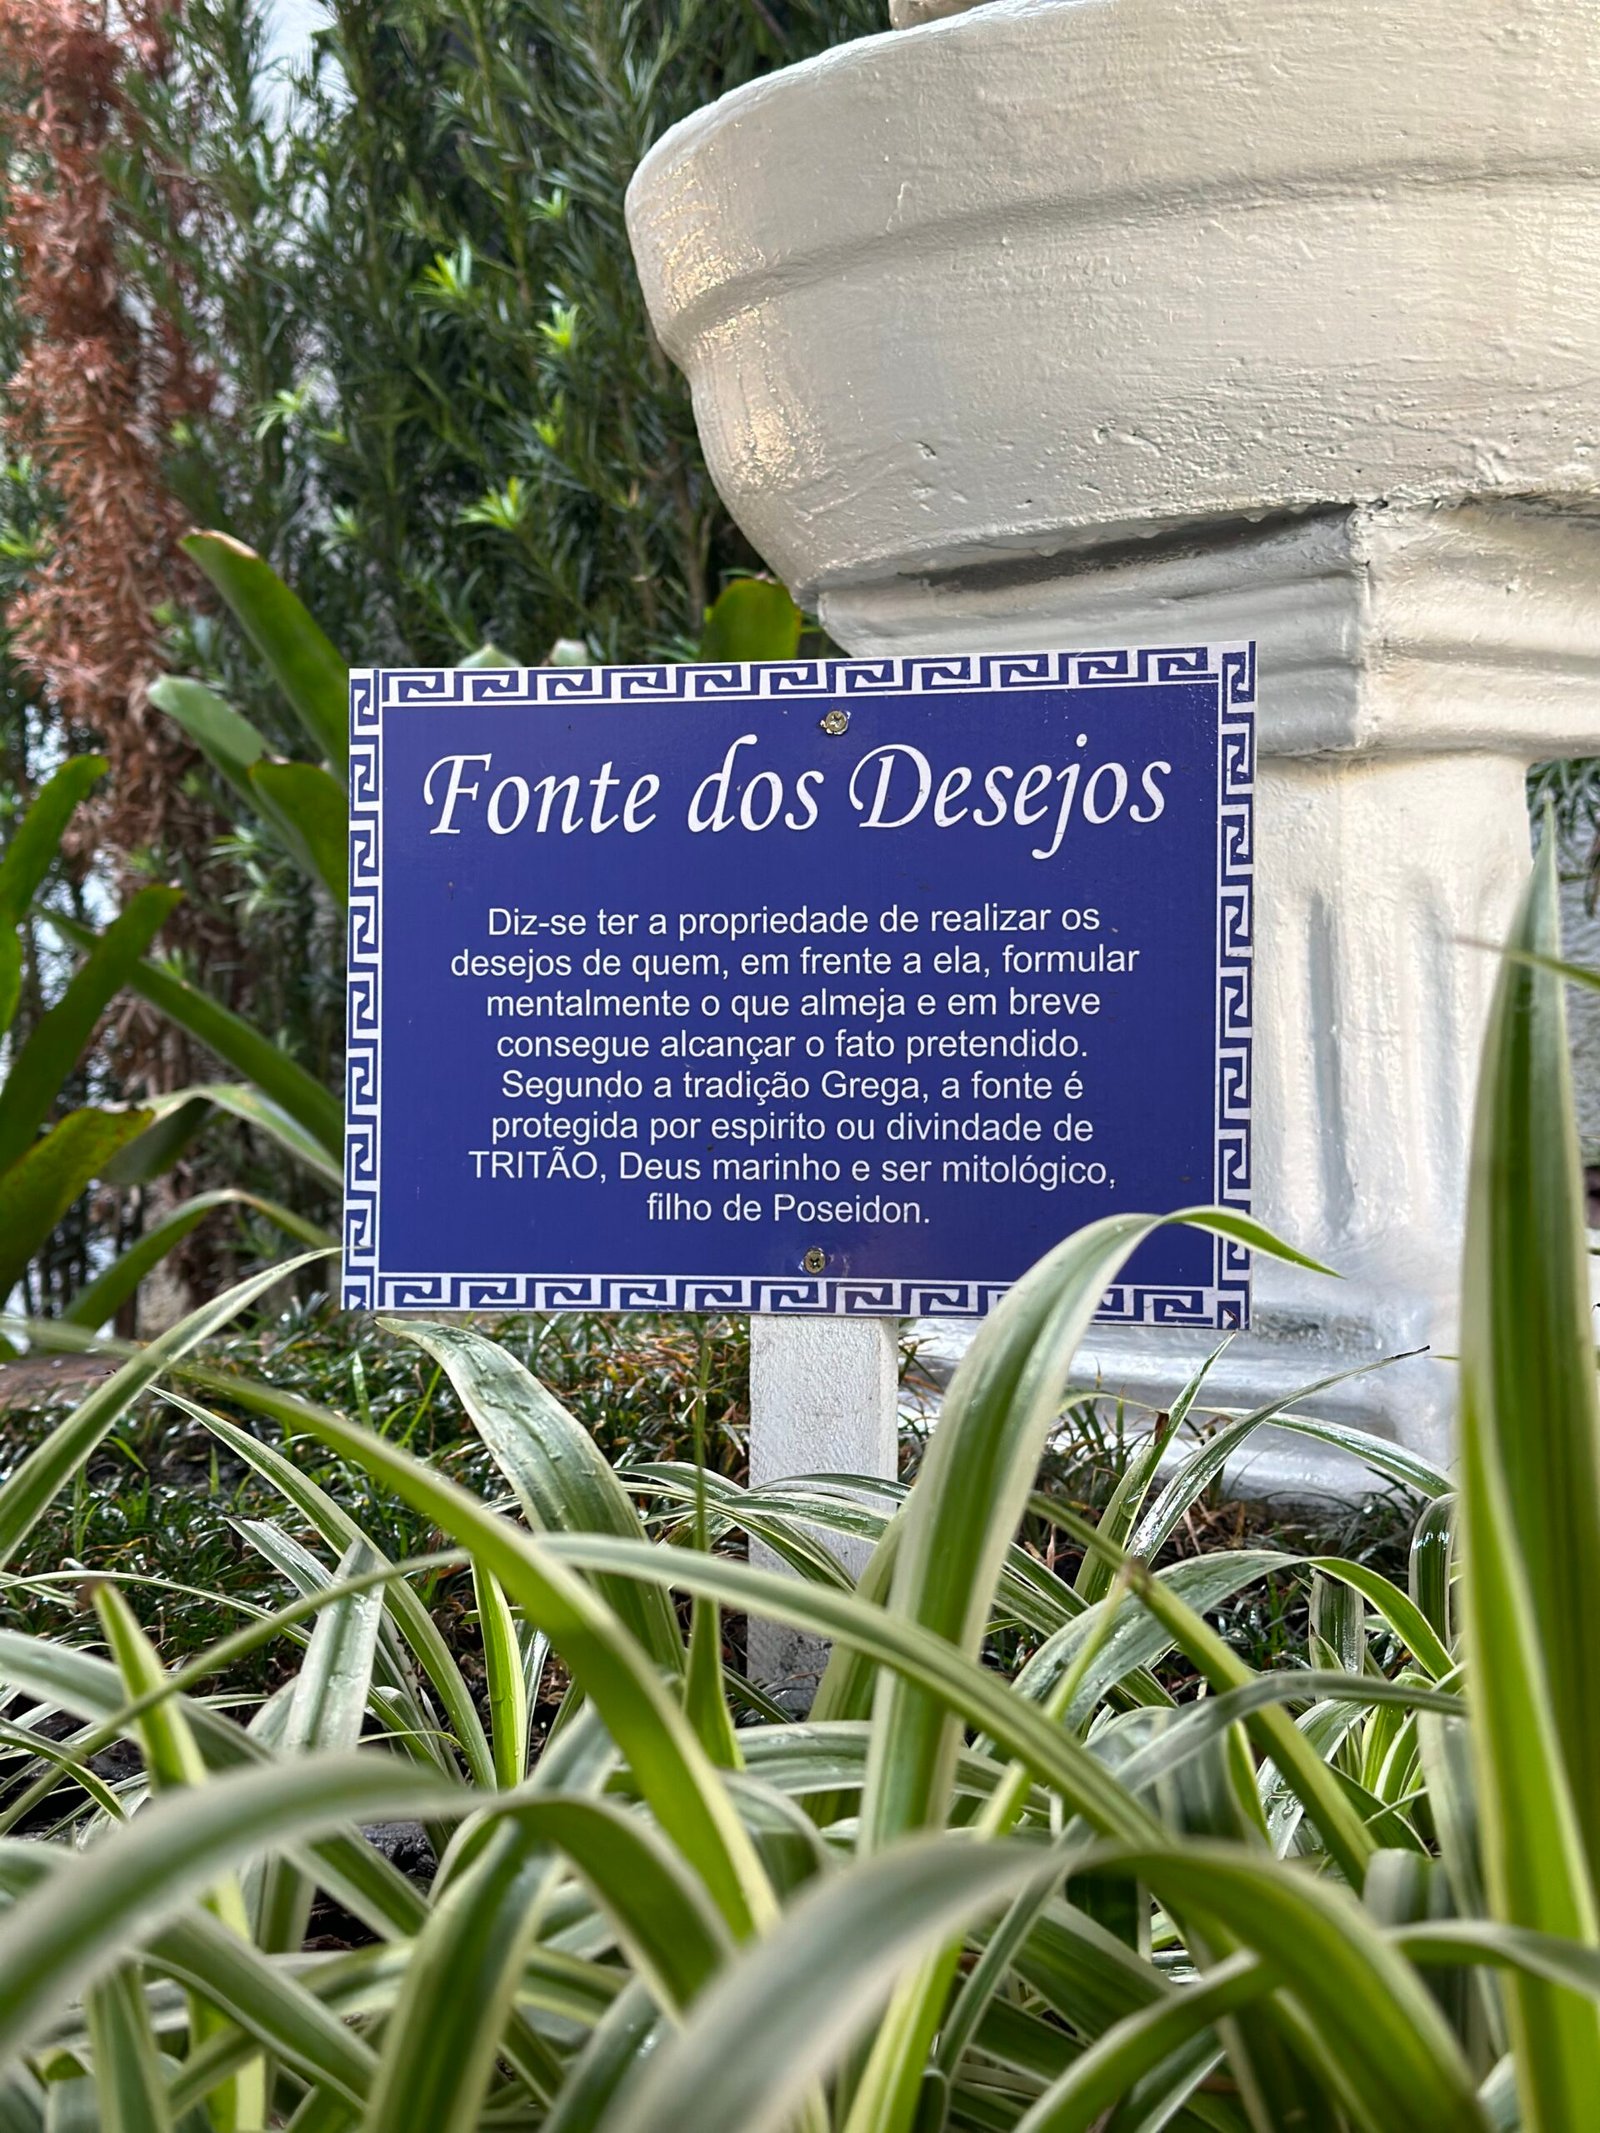 Fonte dos Desejos
Diz-se ter a propriedade de realizar os
desejos de quem, em frente a ela, formular
mentalmente o que almeja e em breve
consegue alcançar o fato pretendido.
Segundo a tradição Grega, a fonte é
protegida por espirito ou divindade de
TRITÃO, Deus marinho e ser mitológico,
filho de Poseidon.